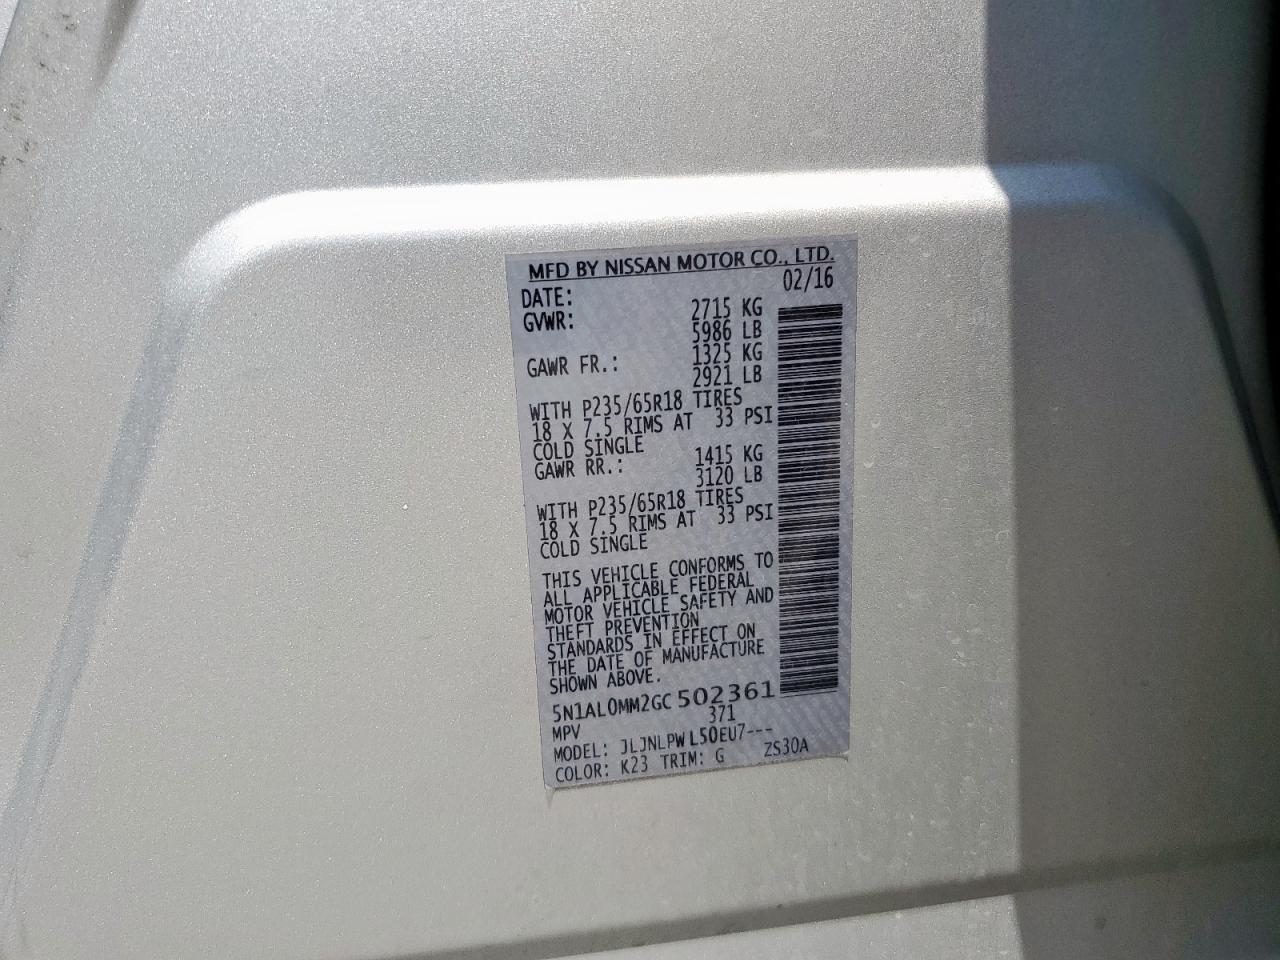 MFD BY NISSAN MOTOR CO., LTD.
DATE: 02/16
GVWR: 2715 KG
5986 LB
GAWR FR.: 1325 KG
2921 LB
WITH P235/65R18 TIRES
18 X 7.5 RIMS AT 33 PSI
COLD SINGLE
GAWR RR.: 1415 KG
3120 LB
WITH P235/65R18 TIRES
18 X 7.5 RIMS AT 33 PSI
COLD SINGLE
THIS VEHICLE CONFORMS TO
ALL APPLICABLE FEDERAL
MOTOR VEHICLE SAFETY AND
THEFT PREVENTION
STANDARDS IN EFFECT ON
THE DATE OF MANUFACTURE
SHOWN ABOVE.
5N1AL0MM2GC502361
MPV 371
MODEL: JLJNLPWL50EU7---
COLOR: K23 TRIM: G ZS30A